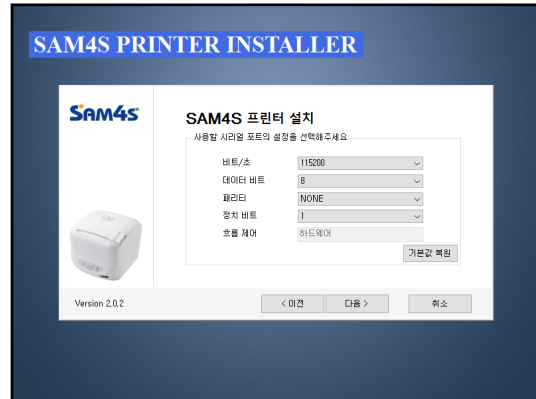 SAM4S PRINTER INSTALLER
Sam4s
SAM4S 프린터 설치
사용할 시리얼 포트의 설정을 선택해주세요
비트/초 115200
데이터 비트 8
패리티 NONE
정치 비트 1
흐름 제어 하드웨어
기본값 복원
Version 2.0.2
< 이전 다음 > 취소